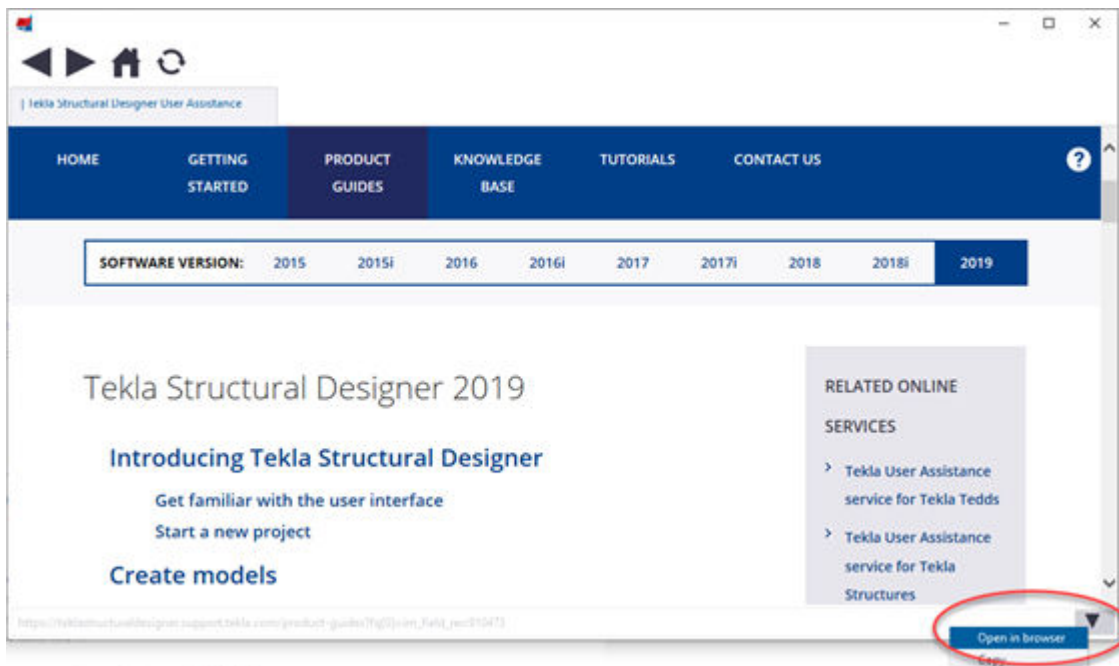 | Tekla Structural Designer User Assistance
HOME
GETTING
STARTED
PRODUCT
GUIDES
KNOWLEDGE
BASE
TUTORIALS
CONTACT US
?
SOFTWARE VERSION: 2015 2015i 2016 2016i 2017 2017i 2018 2018i 2019
Tekla Structural Designer 2019
Introducing Tekla Structural Designer
Get familiar with the user interface
Start a new project
Create models
RELATED ONLINE
SERVICES
Tekla User Assistance
service for Tekla Tedds
Tekla User Assistance
service for Tekla
Structures
Open in browser
Copy